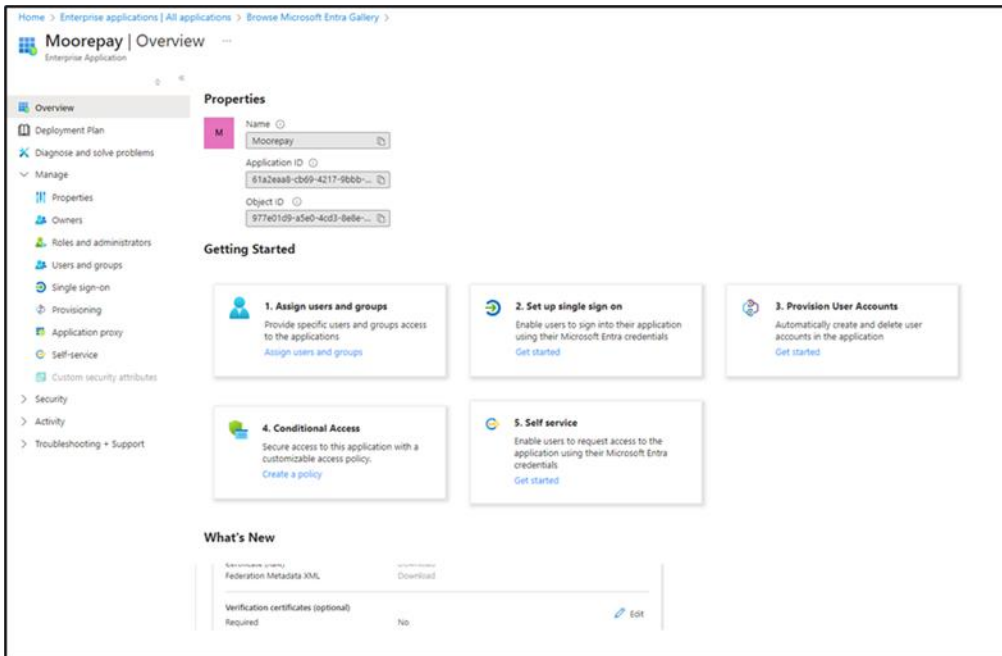 Home > Enterprise applications | All applications > Browse Microsoft Entra Gallery >
Moorepay | Overview ...
Enterprise Application
Overview
Deployment Plan
Diagnose and solve problems
Manage
Properties
Owners
Roles and administrators
Users and groups
Single sign-on
Provisioning
Application proxy
Self-service
Custom security attributes
Security
Activity
Troubleshooting + Support
Properties
M
Name
Moorepay
Application ID
61a2eaa8-cb69-4217-9bbb-...
Object ID
977e01d9-a5e0-4cd3-8e8e-...
Getting Started
1. Assign users and groups
Provide specific users and groups access
to the applications
Assign users and groups
2. Set up single sign on
Enable users to sign into their application
using their Microsoft Entra credentials
Get started
3. Provision User Accounts
Automatically create and delete user
accounts in the application
Get started
4. Conditional Access
Secure access to this application with a
customizable access policy.
Create a policy
5. Self service
Enable users to request access to the
application using their Microsoft Entra
credentials
Get started
What's New
Federation Metadata XML Download
Verification certificates (optional)
Edit
Required No